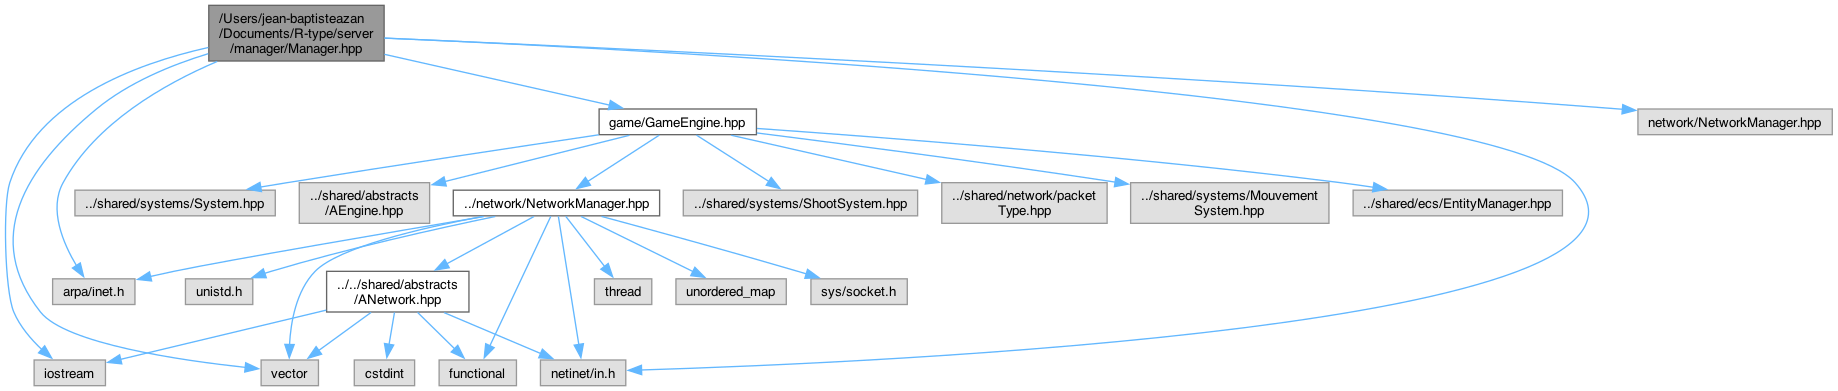 /Users/jean-baptisteazan
/Documents/R-type/server
/manager/Manager.hpp
game/GameEngine.hpp
network/NetworkManager.hpp
../shared/systems/System.hpp
../shared/abstracts
/AEngine.hpp
../network/NetworkManager.hpp
../shared/systems/ShootSystem.hpp
../shared/network/packet
Type.hpp
../shared/systems/Mouvement
System.hpp
../shared/ecs/EntityManager.hpp
arpa/inet.h
unistd.h
../../shared/abstracts
/ANetwork.hpp
thread
unordered_map
sys/socket.h
iostream
vector
cstdint
functional
netinet/in.h